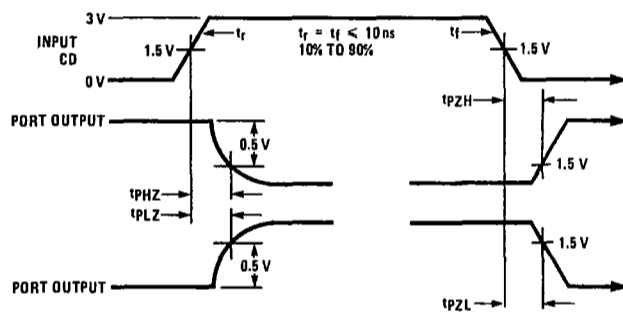 3 V
INPUT
CD
1.5 V
0 V
tr
tr = tf ≤ 10 ns
10% TO 90%
tf
1.5 V
tPZH
PORT OUTPUT
0.5 V
1.5 V
tPHZ
tPLZ
0.5 V
1.5 V
PORT OUTPUT
tPZL